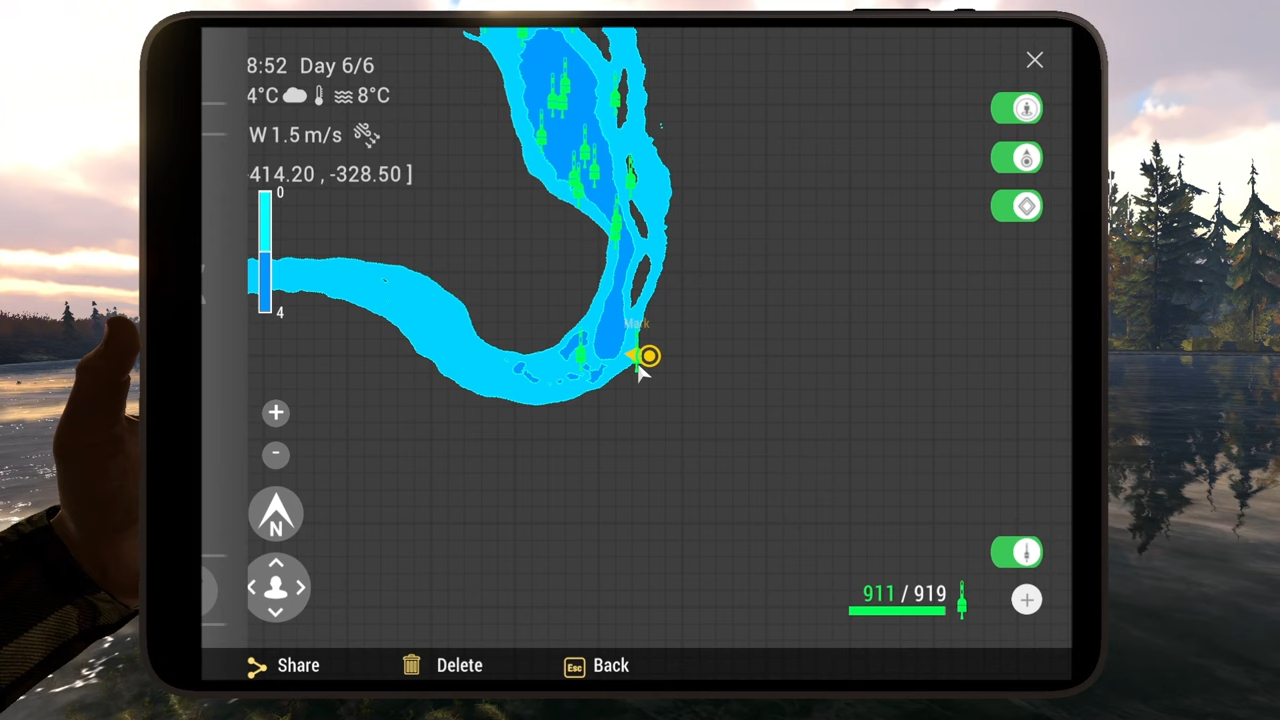 8:52 Day 6/6
4°C 8°C
W 1.5 m/s
414.20 , -328.50 ]
0
4
Mark
+
-
N
911 / 919
+
Share
Delete
Esc Back